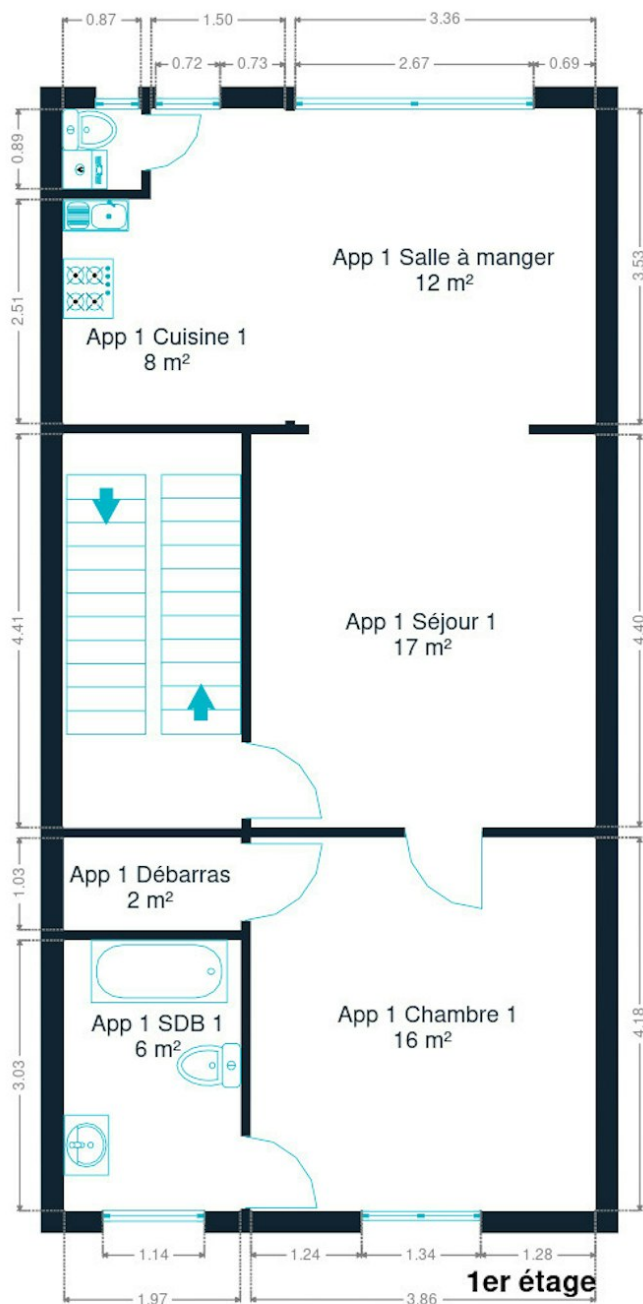 0.87
1.50
3.36
0.72
0.73
2.67
0.69
0.89
3.53
App 1 Salle à manger
12 m²
2.51
App 1 Cuisine 1
8 m²
4.41
App 1 Séjour 1
17 m²
4.40
1.03
App 1 Débarras
2 m²
App 1 Chambre 1
16 m²
4.18
App 1 SDB 1
6 m²
3.03
1.14
1.24
1.34
1.28
1er étage
1.97
3.86